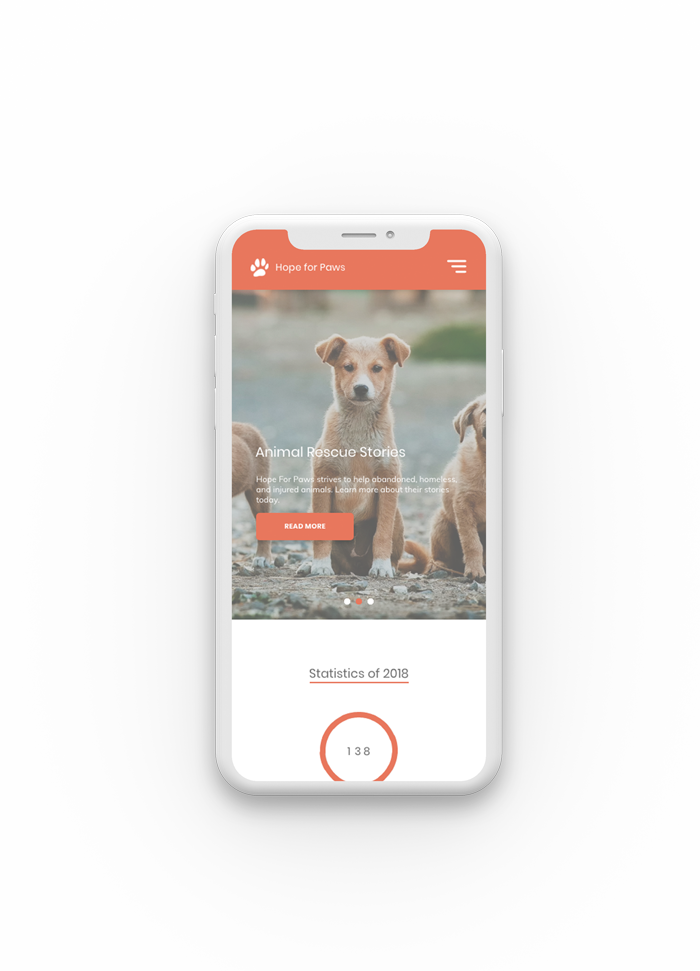 Hope for Paws
Animal Rescue Stories
Hope For Paws strives to help abandoned, homeless,
and injured animals. Learn more about their stories
today.
READ MORE
Statistics of 2018
138